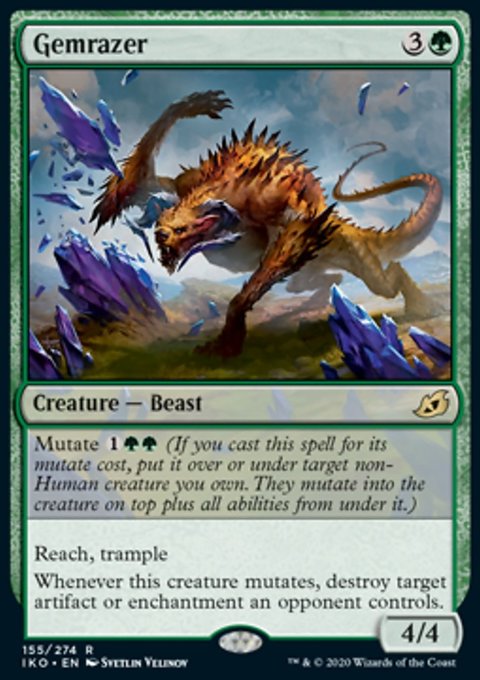 Gemrazer 3
Creature — Beast
Mutate 1 (If you cast this spell for its
mutate cost, put it over or under target non-
Human creature you own. They mutate into the
creature on top plus all abilities from under it.)
Reach, trample
Whenever this creature mutates, destroy target
artifact or enchantment an opponent controls.
4/4
155/274 R
IKO • EN Svetlin Velinov
™ & © 2020 Wizards of the Coast